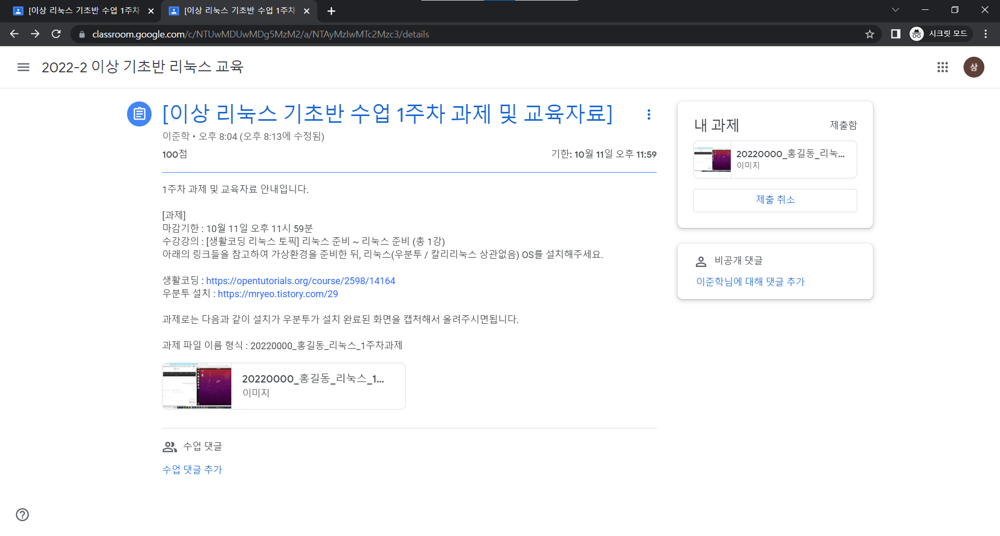 [이상 리눅스 기초반 수업 1주차
[이상 리눅스 기초반 수업 1주차
classroom.google.com/c/NTUwMDUwMDg5MzM2/a/NTAyMzIwMTc2Mzc3/details
시크릿 모드
2022-2 이상 기초반 리눅스 교육
상
[이상 리눅스 기초반 수업 1주차 과제 및 교육자료]
이준학 • 오후 8:04 (오후 8:13에 수정됨)
100점
기한: 10월 11일 오후 11:59
1주차 과제 및 교육자료 안내입니다.
[과제]
마감기한 : 10월 11일 오후 11시 59분
수강강의 : [생활코딩 리눅스 토픽] 리눅스 준비 ~ 리눅스 준비 (총 1강)
아래의 링크들을 참고하여 가상환경을 준비한 뒤, 리눅스(우분투 / 칼리리눅스 상관없음) OS를 설치해주세요.
생활코딩 : https://opentutorials.org/course/2598/14164
우분투 설치 : https://mryeo.tistory.com/29
과제로는 다음과 같이 설치가 우분투가 설치 완료된 화면을 캡처해서 올려주시면됩니다.
과제 파일 이름 형식 : 20220000_홍길동_리눅스_1주차과제
20220000_홍길동_리눅스_1...
이미지
수업 댓글
수업 댓글 추가
내 과제
제출함
20220000_홍길동_리눅...
이미지
제출 취소
비공개 댓글
이준학님에 대해 댓글 추가